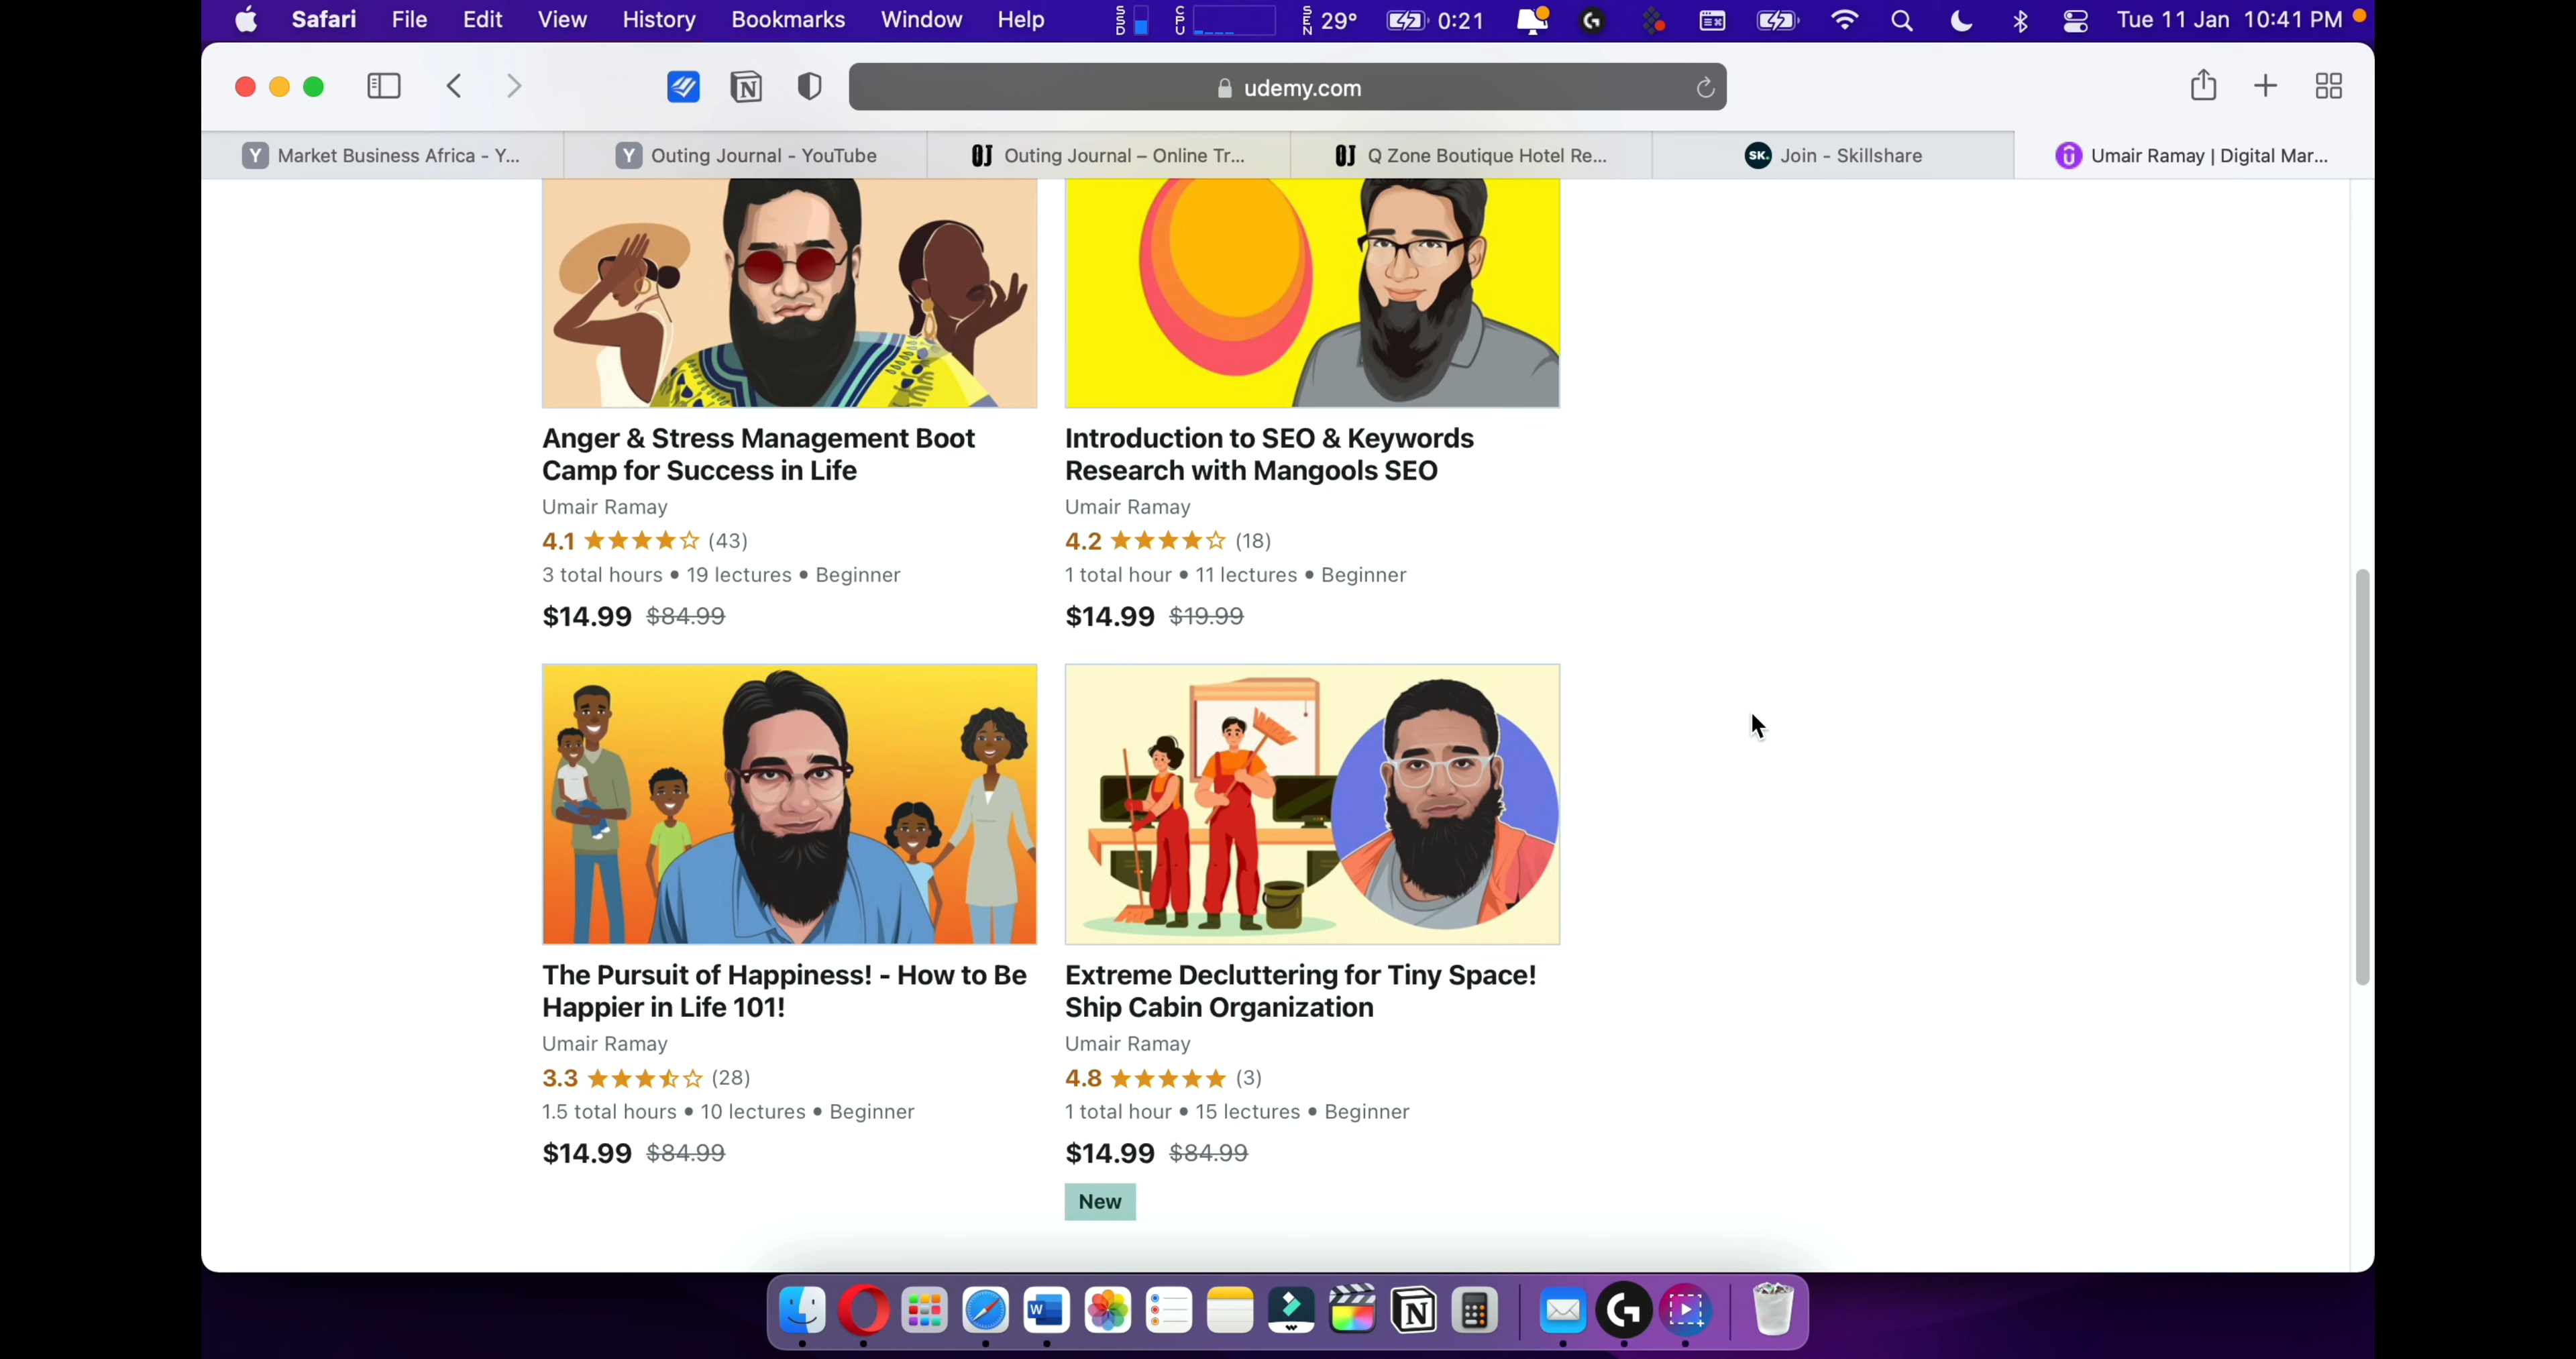 Safari File Edit View History Bookmarks Window Help SSD CPU SEN 29° 0:21 Tue 11 Jan 10:41 PM
udemy.com
Y Market Business Africa - Y... Y Outing Journal - YouTube OJ Outing Journal – Online Tr... OJ Q Zone Boutique Hotel Re... SK. Join - Skillshare Umair Ramay | Digital Mar...
Anger & Stress Management Boot
Camp for Success in Life
Umair Ramay
4.1 (43)
3 total hours • 19 lectures • Beginner
$14.99 $84.99
Introduction to SEO & Keywords
Research with Mangools SEO
Umair Ramay
4.2 (18)
1 total hour • 11 lectures • Beginner
$14.99 $19.99
The Pursuit of Happiness! - How to Be
Happier in Life 101!
Umair Ramay
3.3 (28)
1.5 total hours • 10 lectures • Beginner
$14.99 $84.99
Extreme Decluttering for Tiny Space!
Ship Cabin Organization
Umair Ramay
4.8 (3)
1 total hour • 15 lectures • Beginner
$14.99 $84.99
New